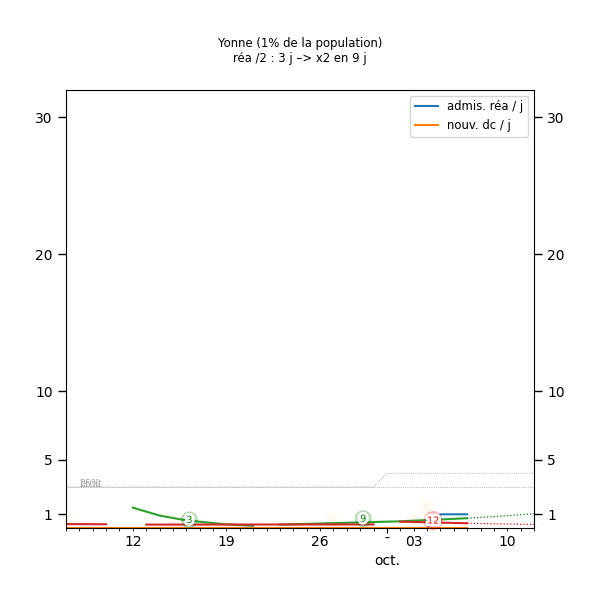 Yonne (1% de la population)
réa /2 : 3 j –> x2 en 9 j
admis. réa / j
nouv. dc / j
30 30
20 20
10 10
5 5
1 1
3 9 12
12 19 26 - 03 10
oct.